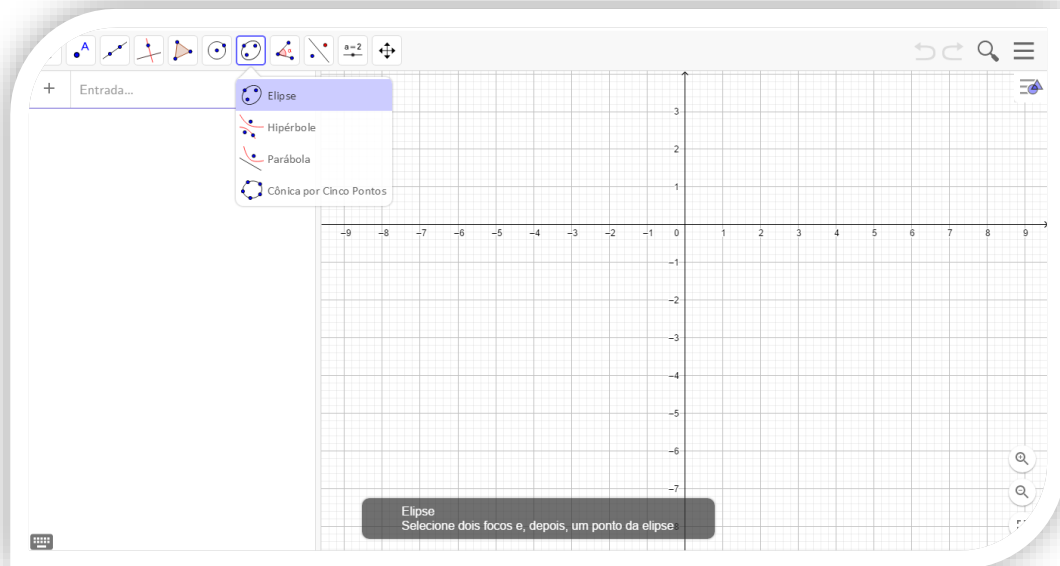 A
α
a=2
+ Entrada...
Elipse
Hipérbole
Parábola
Cônica por Cinco Pontos
3
2
1
−9 −8 −7 −6 −5 −4 −3 −2 −1 0 1 2 3 4 5 6 7 8 9
−1
−2
−3
−4
−5
−6
−7
Elipse
Selecione dois focos e, depois, um ponto da elipse